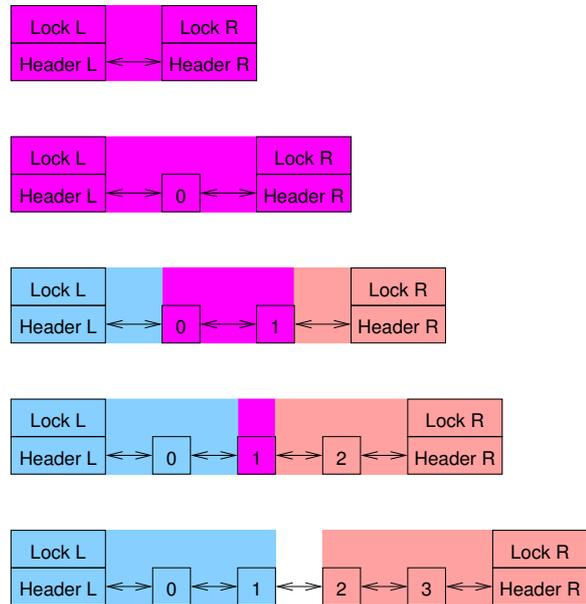 Lock L Lock R
Header L Header R
Lock L Lock R
Header L 0 Header R
Lock L Lock R
Header L 0 1 Header R
Lock L Lock R
Header L 0 1 2 Header R
Lock L Lock R
Header L 0 1 2 3 Header R